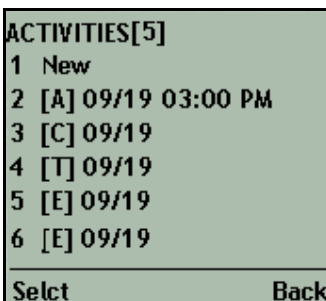 ACTIVITIES[5]
1 New
2 [A] 09/19 03:00 PM
3 [C] 09/19
4 [T] 09/19
5 [E] 09/19
6 [E] 09/19
Selct Back